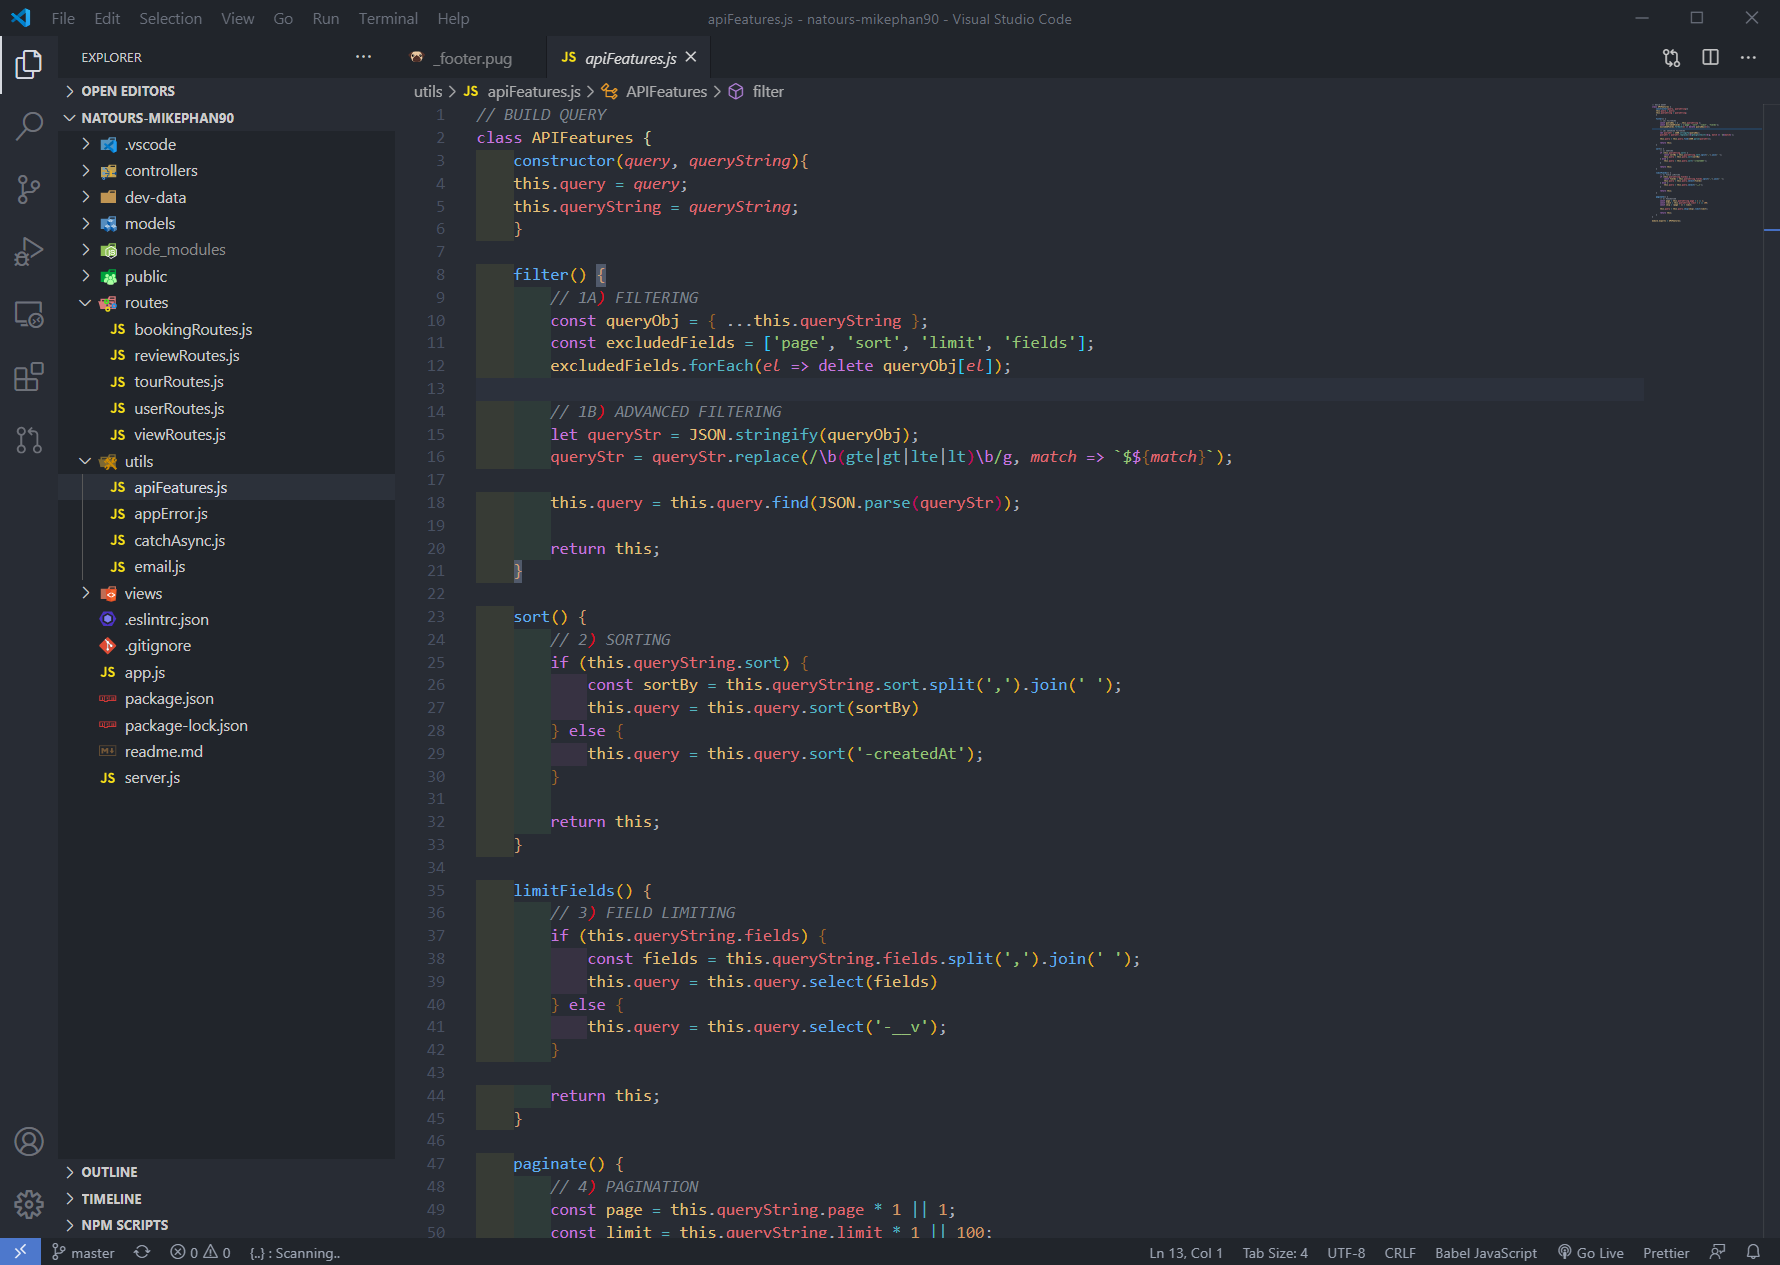 File Edit Selection View Go Run Terminal Help
apiFeatures.js - natours-mikephan90 - Visual Studio Code
EXPLORER
_footer.pug
JS apiFeatures.js
OPEN EDITORS
NATOURS-MIKEPHAN90
.vscode
controllers
dev-data
models
node_modules
public
routes
JS bookingRoutes.js
JS reviewRoutes.js
JS tourRoutes.js
JS userRoutes.js
JS viewRoutes.js
utils
JS apiFeatures.js
JS appError.js
JS catchAsync.js
JS email.js
views
.eslintrc.json
.gitignore
JS app.js
package.json
package-lock.json
readme.md
JS server.js
OUTLINE
TIMELINE
NPM SCRIPTS
utils > JS apiFeatures.js > APIFeatures > filter
1 // BUILD QUERY
2 class APIFeatures {
3 constructor(query, queryString){
4 this.query = query;
5 this.queryString = queryString;
6 }
7
8 filter() {
9 // 1A) FILTERING
10 const queryObj = { ...this.queryString };
11 const excludedFields = ['page', 'sort', 'limit', 'fields'];
12 excludedFields.forEach(el => delete queryObj[el]);
13
14 // 1B) ADVANCED FILTERING
15 let queryStr = JSON.stringify(queryObj);
16 queryStr = queryStr.replace(/\b(gte|gt|lte|lt)\b/g, match => `$${match}`);
17
18 this.query = this.query.find(JSON.parse(queryStr));
19
20 return this;
21 }
22
23 sort() {
24 // 2) SORTING
25 if (this.queryString.sort) {
26 const sortBy = this.queryString.sort.split(',').join(' ');
27 this.query = this.query.sort(sortBy)
28 } else {
29 this.query = this.query.sort('-createdAt');
30 }
31
32 return this;
33 }
34
35 limitFields() {
36 // 3) FIELD LIMITING
37 if (this.queryString.fields) {
38 const fields = this.queryString.fields.split(',').join(' ');
39 this.query = this.query.select(fields)
40 } else {
41 this.query = this.query.select('-__v');
42 }
43
44 return this;
45 }
46
47 paginate() {
48 // 4) PAGINATION
49 const page = this.queryString.page * 1 || 1;
50 const limit = this.queryString.limit * 1 || 100;
master 0 0 {..} : Scanning.. Ln 13, Col 1 Tab Size: 4 UTF-8 CRLF Babel JavaScript Go Live Prettier